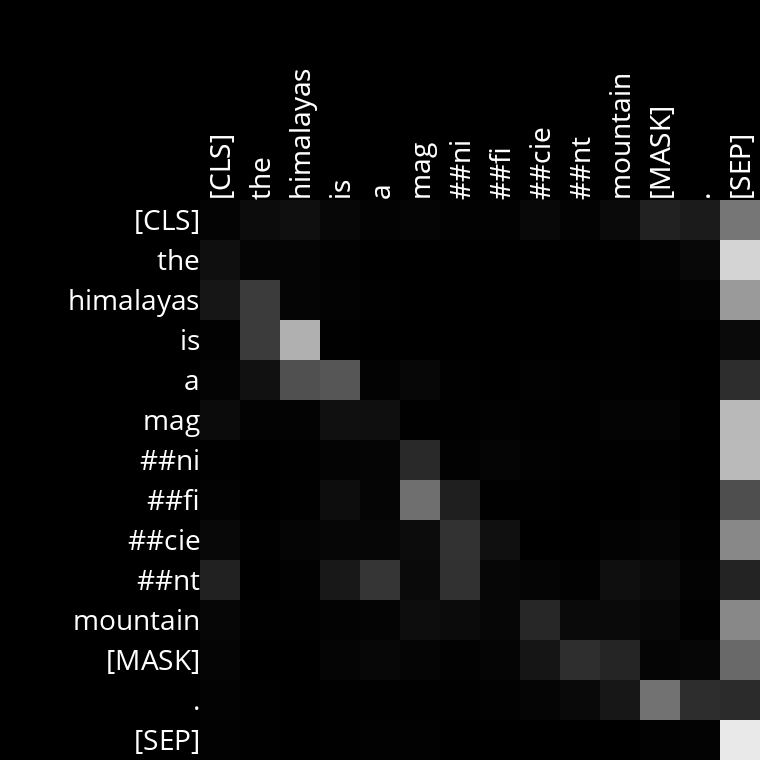 [CLS] the himalayas is a mag ##ni ##fi ##cie ##nt mountain [MASK] . [SEP]
[CLS]
the
himalayas
is
a
mag
##ni
##fi
##cie
##nt
mountain
[MASK]
.
[SEP]